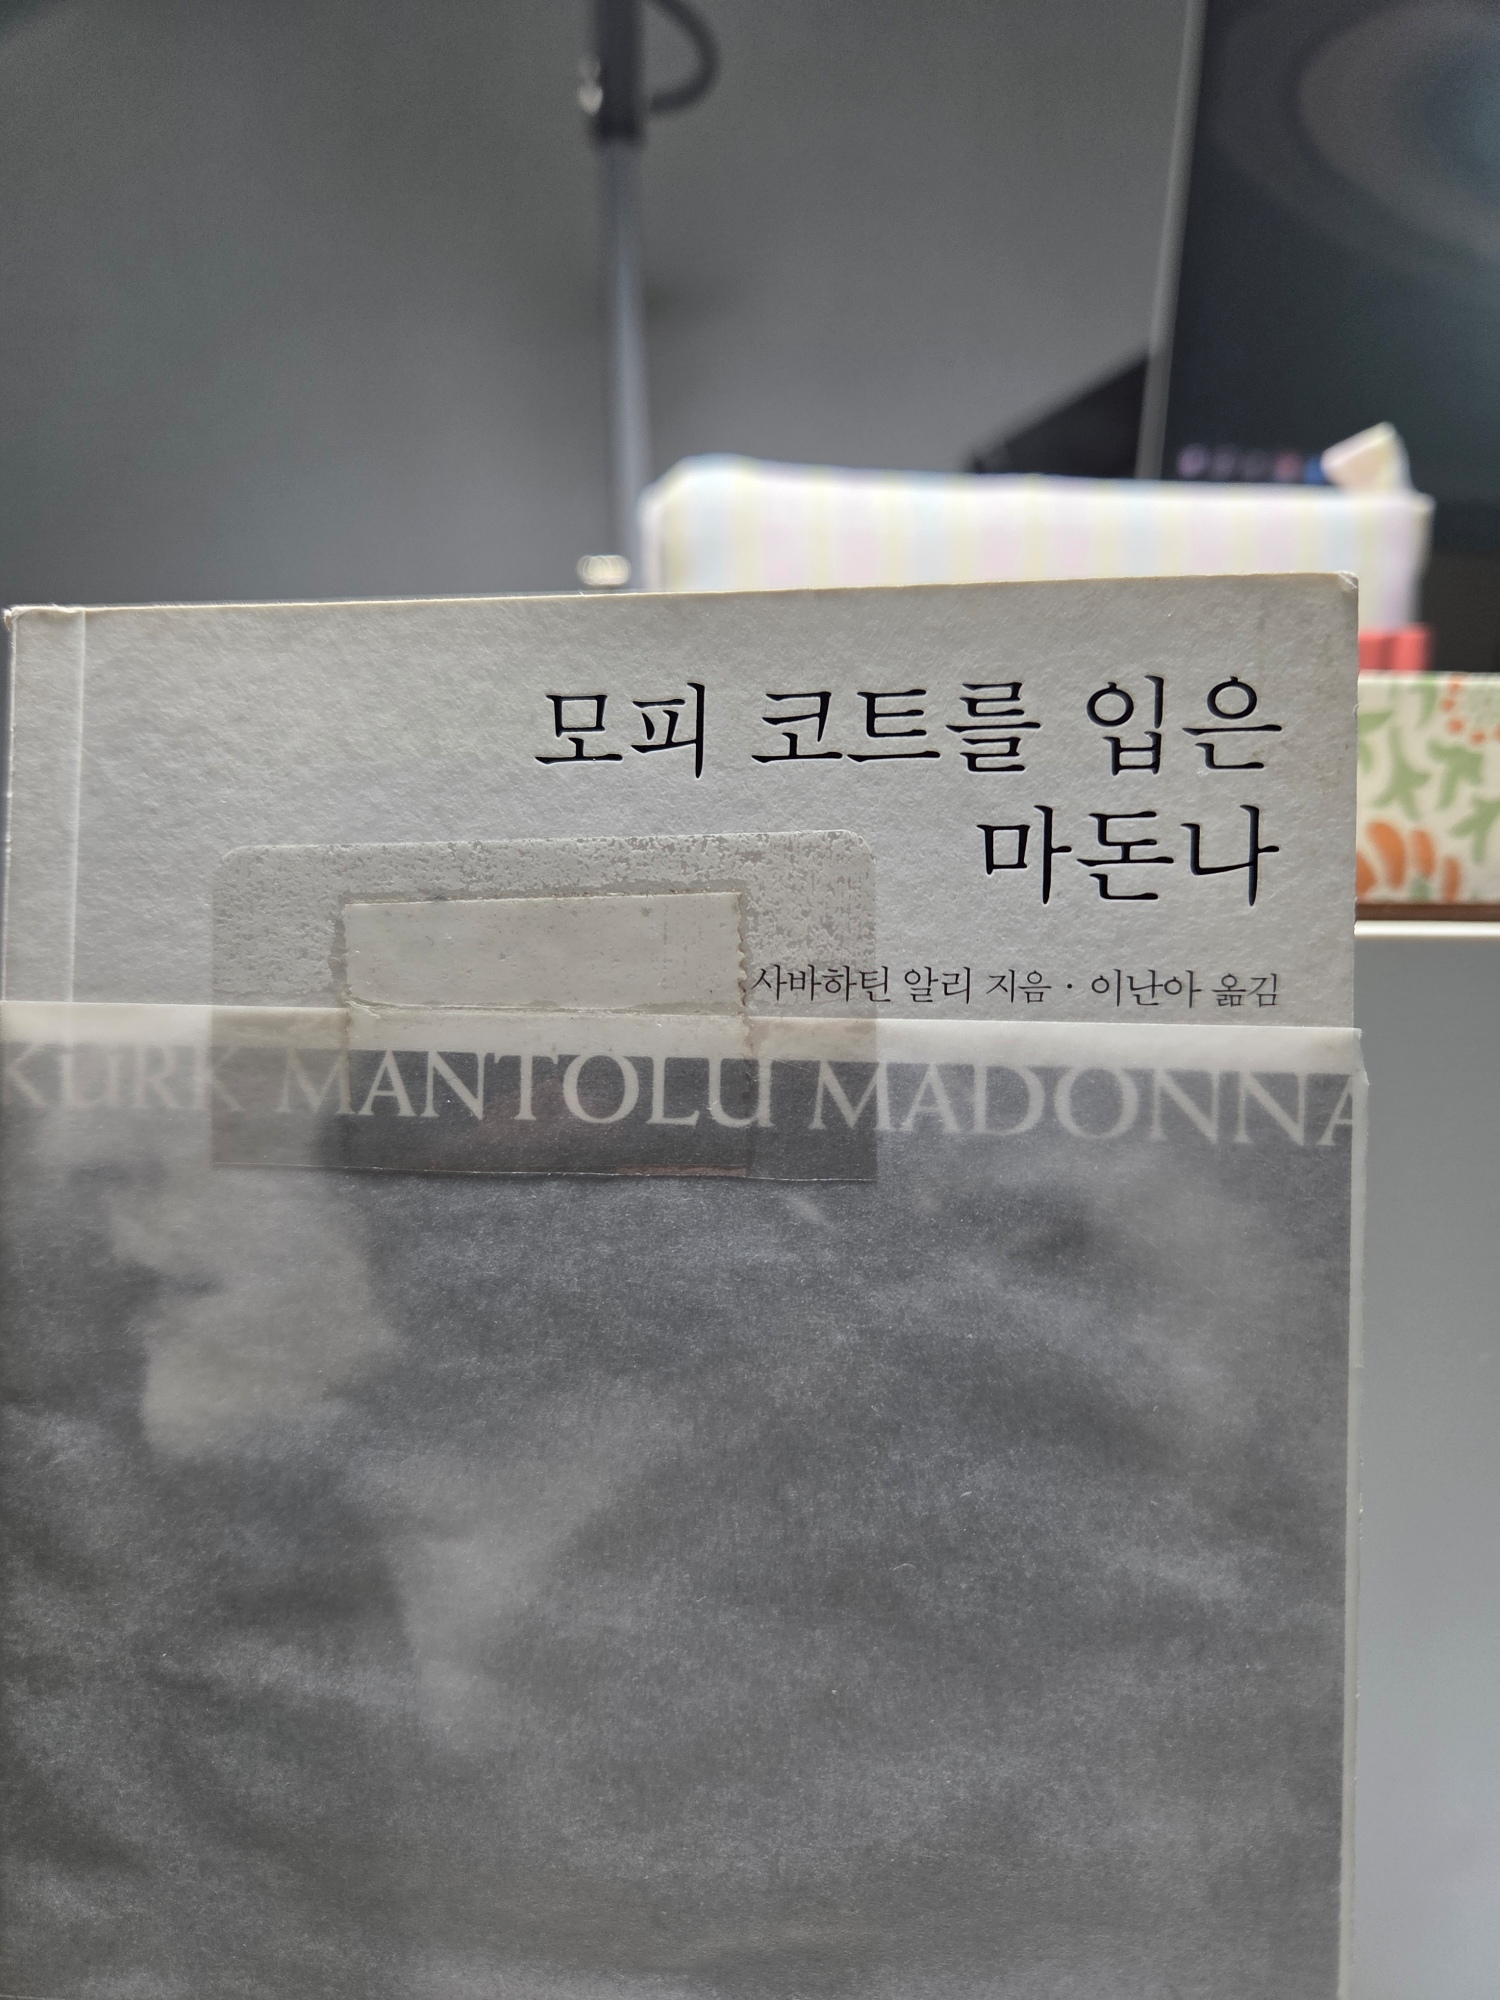 모피 코트를 입은
마돈나
사바하틴 알리 지음 · 이난아 옮김
KÜRK MANTOLU MADONNA